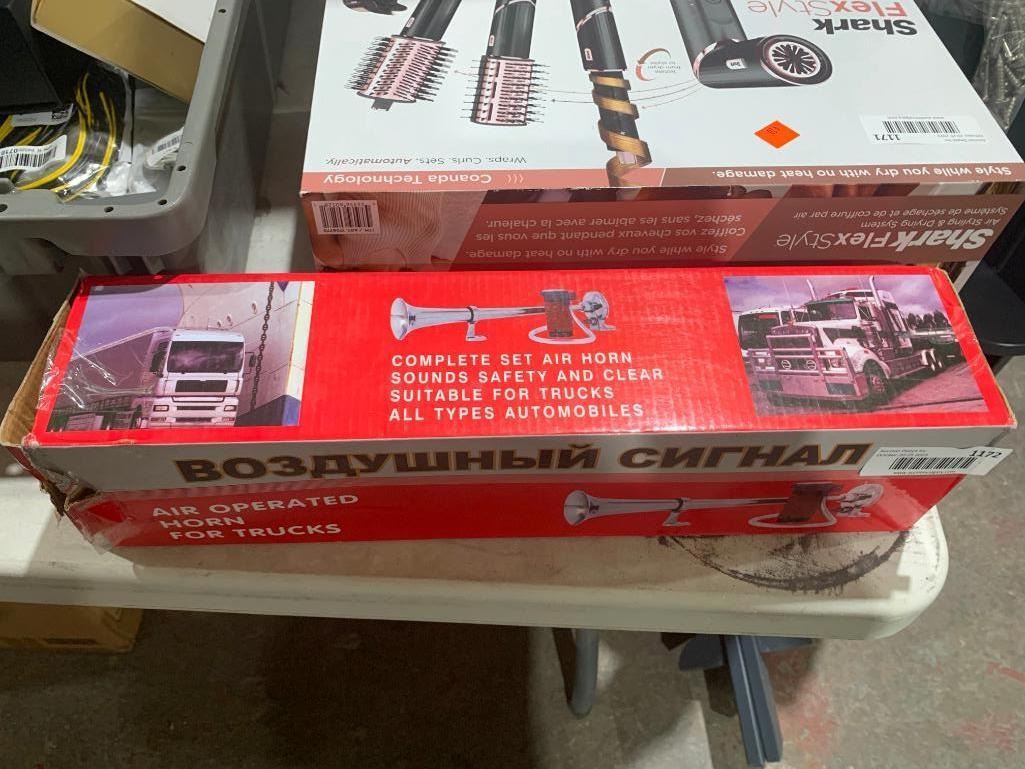 Shark
FlexStyle
Wraps. Curls. Sets. Automatically.
Coanda Technology
Style while you dry with no heat damage.
1171
Style while you dry with no heat damage.
Coiffez vos cheveux pendant que vous les
séchez, sans les abîmer avec la chaleur.
Shark FlexStyle
Air Styling & Drying System
Système de séchage et de coiffure par air
COMPLETE SET AIR HORN
SOUNDS SAFETY AND CLEAR
SUITABLE FOR TRUCKS
ALL TYPES AUTOMOBILES
ВОЗДУШНЫЙ СИГНАЛ
1172
AIR OPERATED
HORN
FOR TRUCKS